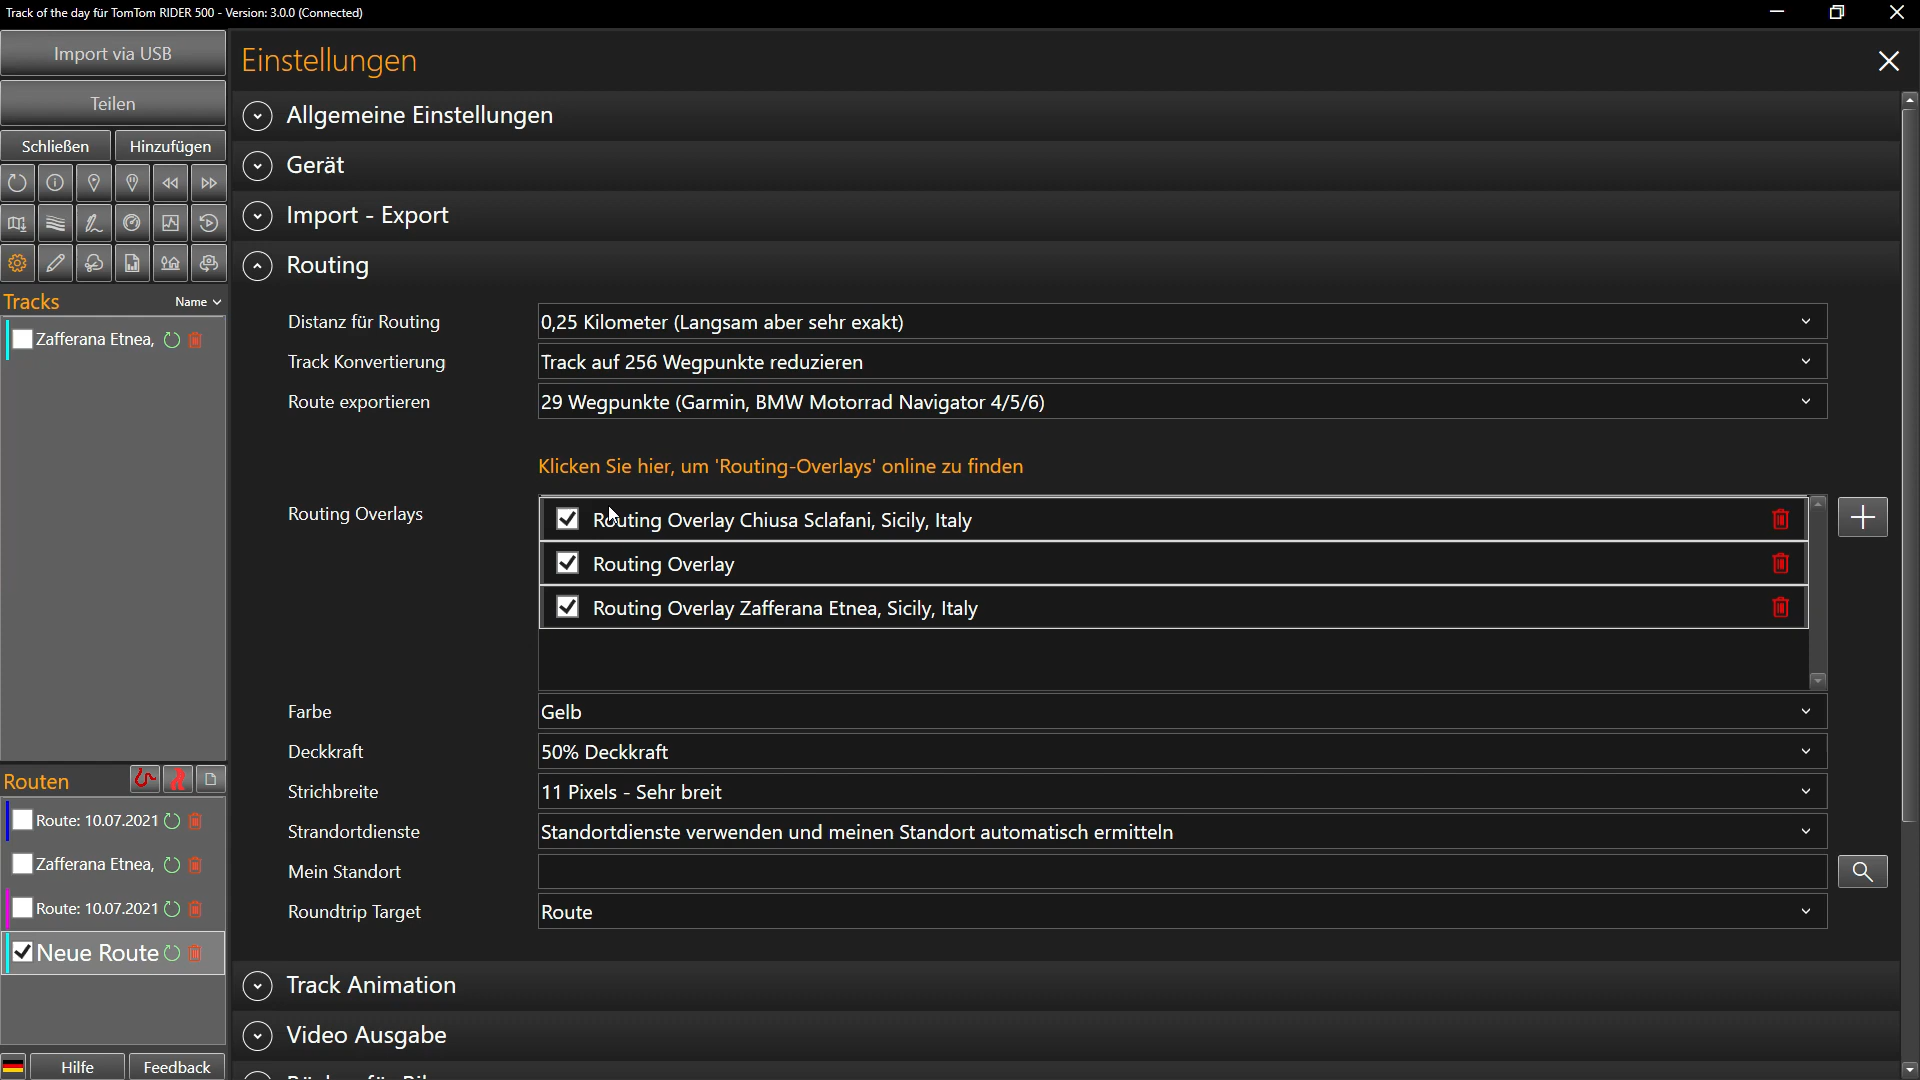 Track of the day für TomTom RIDER 500 - Version: 3.0.0 (Connected)
Import via USB
Teilen
Schließen
Hinzufügen
Tracks
Name
Zafferana Etnea,
Routen
Route: 10.07.2021
Zafferana Etnea,
Route: 10.07.2021
Neue Route
Hilfe
Feedback
Einstellungen
Allgemeine Einstellungen
Gerät
Import - Export
Routing
Distanz für Routing
0,25 Kilometer (Langsam aber sehr exakt)
Track Konvertierung
Track auf 256 Wegpunkte reduzieren
Route exportieren
29 Wegpunkte (Garmin, BMW Motorrad Navigator 4/5/6)
Klicken Sie hier, um 'Routing-Overlays' online zu finden
Routing Overlays
Routing Overlay Chiusa Sclafani, Sicily, Italy
Routing Overlay
Routing Overlay Zafferana Etnea, Sicily, Italy
Farbe
Gelb
Deckkraft
50% Deckkraft
Strichbreite
11 Pixels - Sehr breit
Strandortdienste
Standortdienste verwenden und meinen Standort automatisch ermitteln
Mein Standort
Roundtrip Target
Route
Track Animation
Video Ausgabe